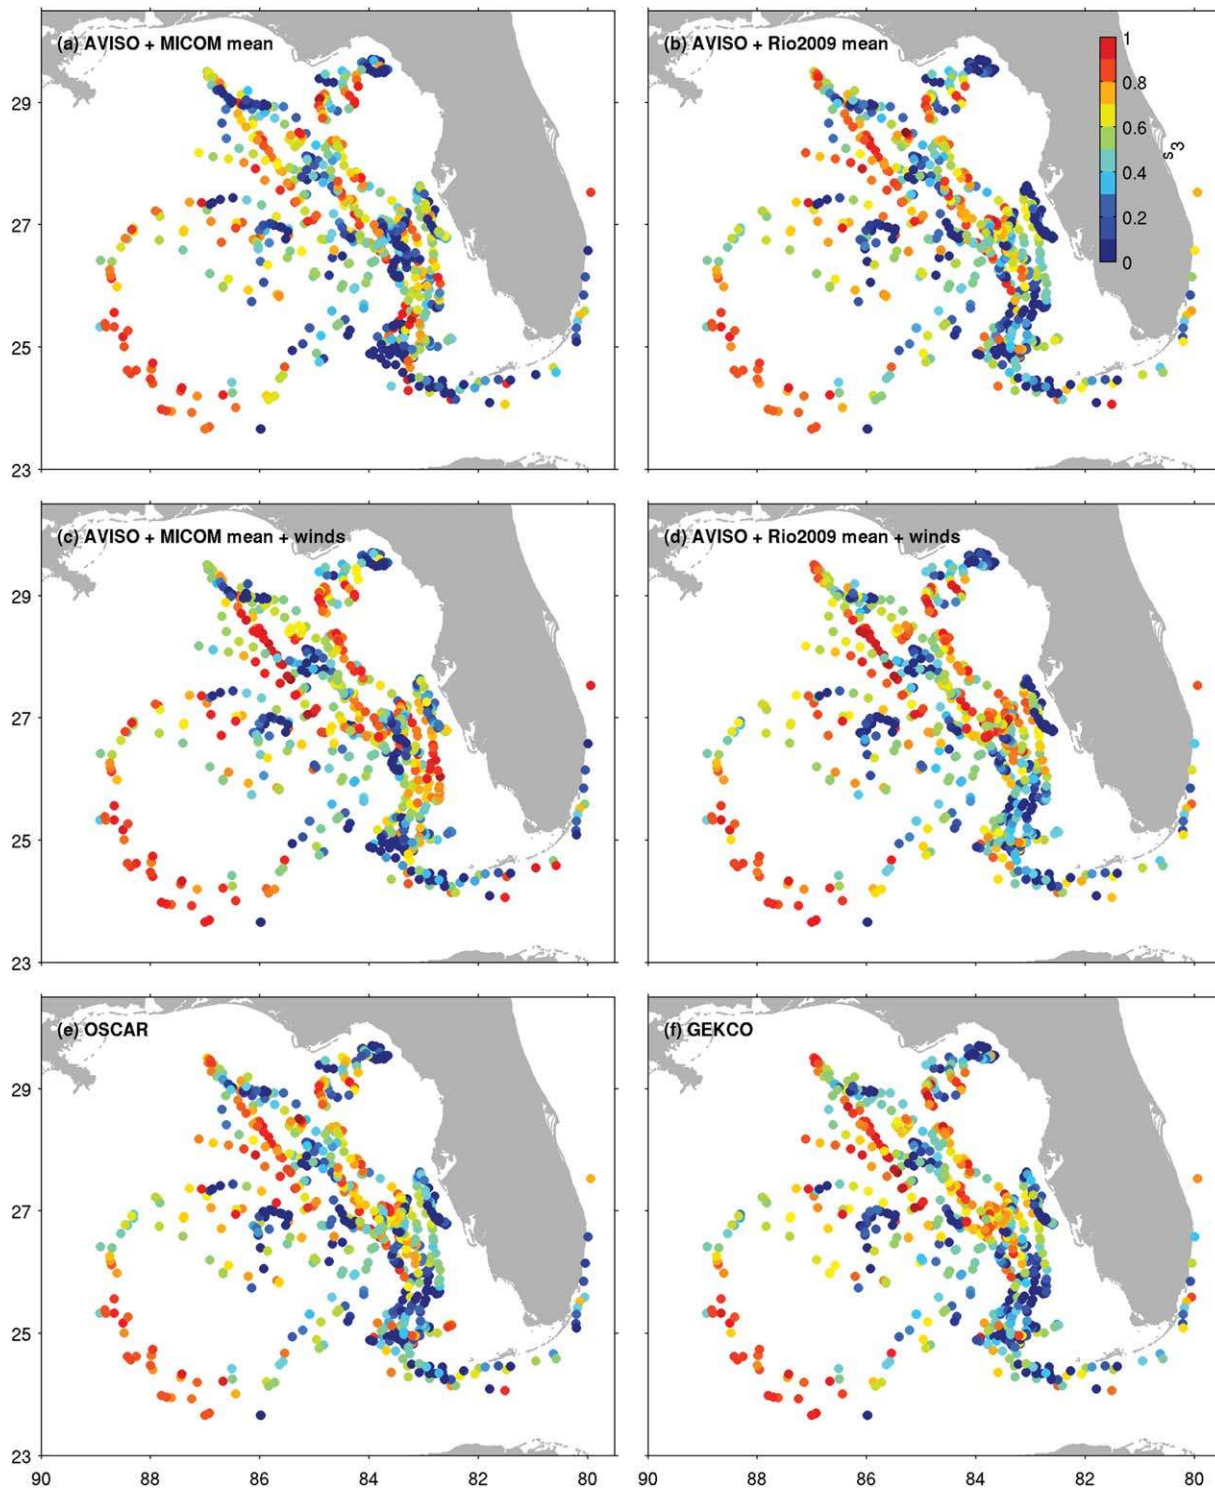 (a) AVISO + MICOM mean
(b) AVISO + Rio2009 mean
1
0.8
0.6
0.4
0.2
0
s3
29
27
25
23
(c) AVISO + MICOM mean + winds
(d) AVISO + Rio2009 mean + winds
29
27
25
23
(e) OSCAR
(f) GEKCO
29
27
25
23
90 88 86 84 82 80
90 88 86 84 82 80